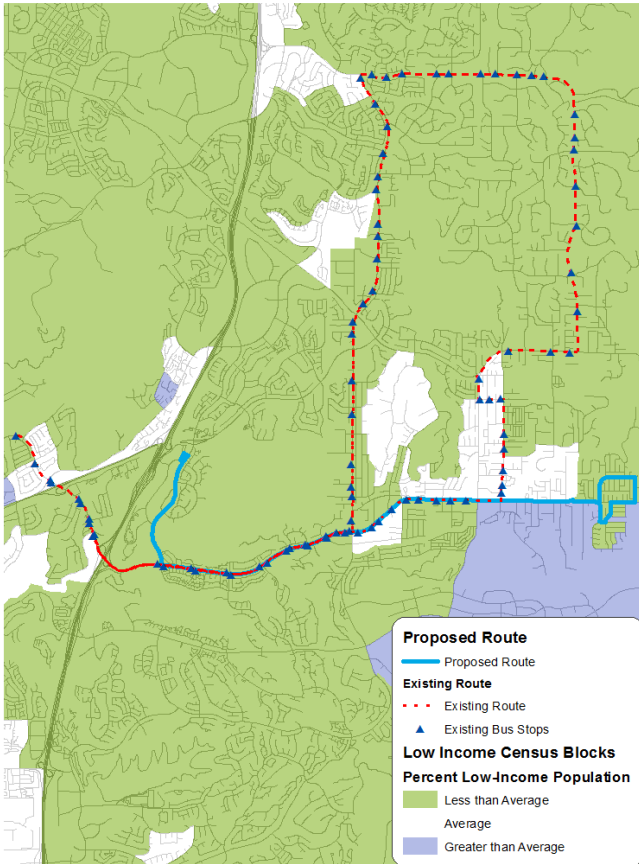 Proposed Route
Proposed Route
Existing Route
Existing Route
Existing Bus Stops
Low Income Census Blocks
Percent Low-Income Population
Less than Average
Average
Greater than Average